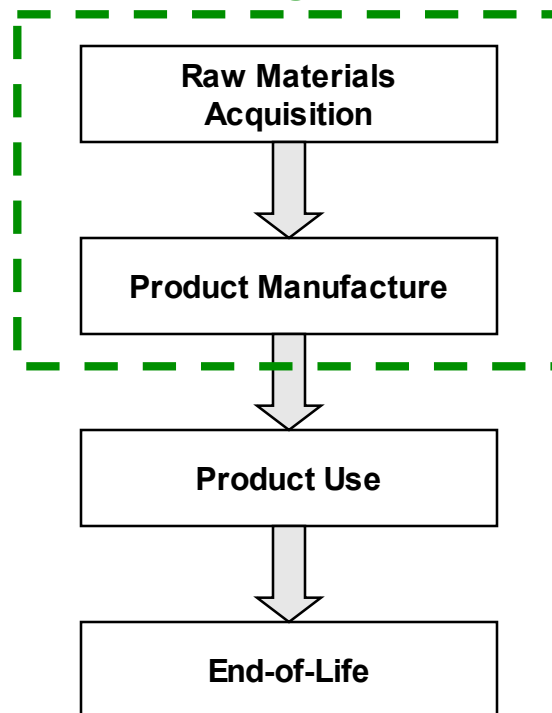 Raw Materials
Acquisition
Product Manufacture
Product Use
End-of-Life